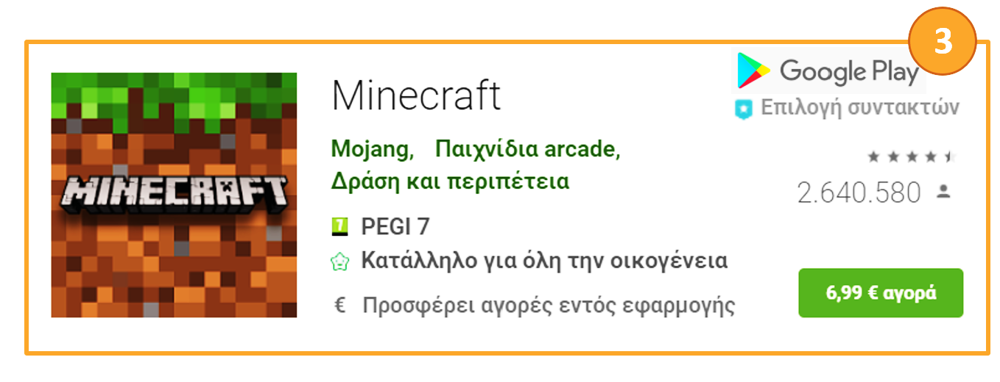 3
Google Play
Επιλογή συντακτών
MINECRAFT
Minecraft
Mojang, Παιχνίδια arcade,
Δράση και περιπέτεια
7 PEGI 7
Κατάλληλο για όλη την οικογένεια
€ Προσφέρει αγορές εντός εφαρμογής
2.640.580
6,99 € αγορά